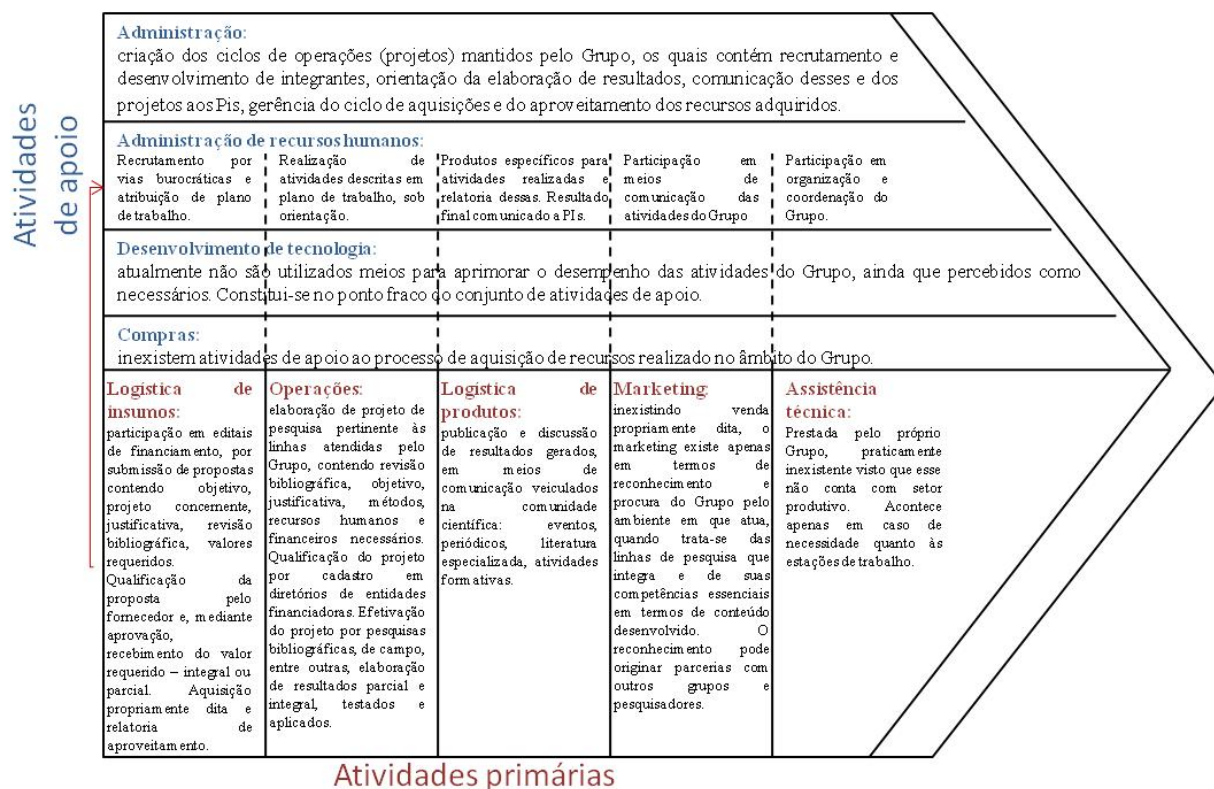 Atividades
de apoio
Administração:
criação dos ciclos de operações (projetos) mantidos pelo Grupo, os quais contém recrutamento e
desenvolvimento de integrantes, orientação da elaboração de resultados, comunicação desses e dos
projetos aos Pis, gerência do ciclo de aquisições e do aproveitamento dos recursos adquiridos.
Administração de recursos humanos:
Recrutamento por
vias burocráticas e
atribuição de plano
de trabalho.
Realização de
atividades descritas em
plano de trabalho, sob
orientação.
Produtos específicos para
atividades realizadas e
relatoria dessas. Resultado
final comunicado a PIs.
Participação em
meios de
comunicação das
atividades do Grupo
Participação em
organização e
coordenação do
Grupo.
Desenvolvimento de tecnologia:
atualmente não são utilizados meios para aprimorar o desempenho das atividades do Grupo, ainda que percebidos como
necessários. Constitui-se no ponto fraco do conjunto de atividades de apoio.
Compras:
inexistem atividades de apoio ao processo de aquisição de recursos realizado no âmbito do Grupo.
Logística de
insumos:
participação em editais
de financiamento, por
submissão de propostas
contendo objetivo,
projeto concernente,
justificativa, revisão
bibliográfica, valores
requeridos.
Qualificação da
proposta pelo
fornecedor e, mediante
aprovação,
recebimento do valor
requerido – integral ou
parcial. Aquisição
propriamente dita e
relatoria de
aproveitamento.
Operações:
elaboração de projeto de
pesquisa pertinente às
linhas atendidas pelo
Grupo, contendo revisão
bibliográfica, objetivo,
justificativa, métodos,
recursos humanos e
financeiros necessários.
Qualificação do projeto
por cadastro em
diretórios de entidades
financiadoras. Efetivação
do projeto por pesquisas
bibliográficas, de campo,
entre outras, elaboração
de resultados parcial e
integral, testados e
aplicados.
Logística de
produtos:
publicação e discussão
de resultados gerados,
em meios de
comunicação veiculados
na comunidade
científica: eventos,
periódicos, literatura
especializada, atividades
formativas.
Marketing:
inexistindo venda
propriamente dita, o
marketing existe apenas
em termos de
reconhecimento e
procura do Grupo pelo
ambiente em que atua,
quando trata-se das
linhas de pesquisa que
integra e de suas
competências essenciais
em termos de conteúdo
desenvolvido. O
reconhecimento pode
originar parcerias com
outros grupos e
pesquisadores.
Assistência
técnica:
Prestada pelo próprio
Grupo, praticamente
inexistente visto que esse
não conta com setor
produtivo. Acontece
apenas em caso de
necessidade quanto às
estações de trabalho.
Atividades primárias